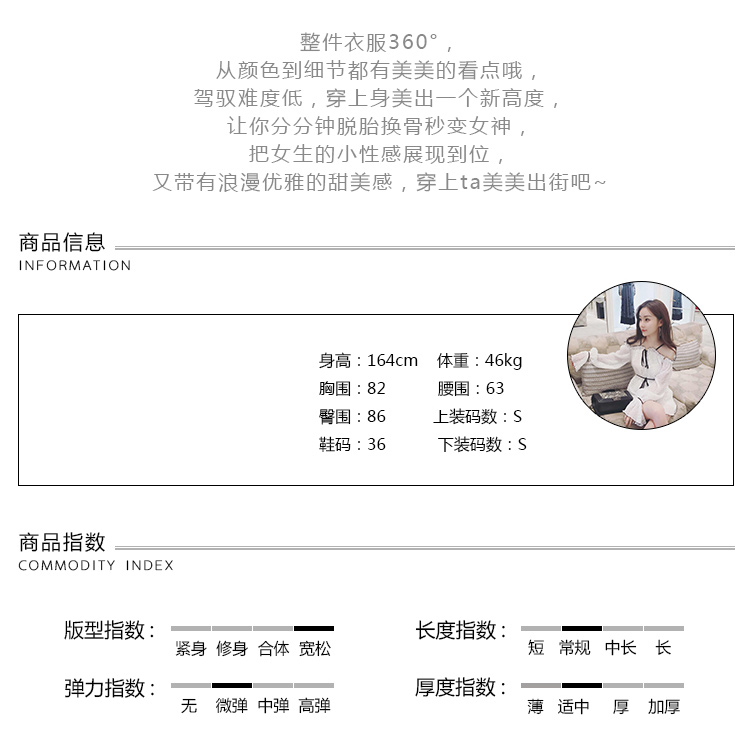 整件衣服360°，
从颜色到细节都有美美的看点哦，
驾驭难度低，穿上身美出一个新高度，
让你分分钟脱胎换骨秒变女神，
把女生的小性感展现到位，
又带有浪漫优雅的甜美感，穿上ta美美出街吧~
商品信息
INFORMATION
身高：164cm 体重：46kg
胸围：82 腰围：63
臀围：86 上装码数：S
鞋码：36 下装码数：S
商品指数
COMMODITY INDEX
版型指数： 紧身 修身 合体 宽松
长度指数： 短 常规 中长 长
弹力指数： 无 微弹 中弹 高弹
厚度指数： 薄 适中 厚 加厚